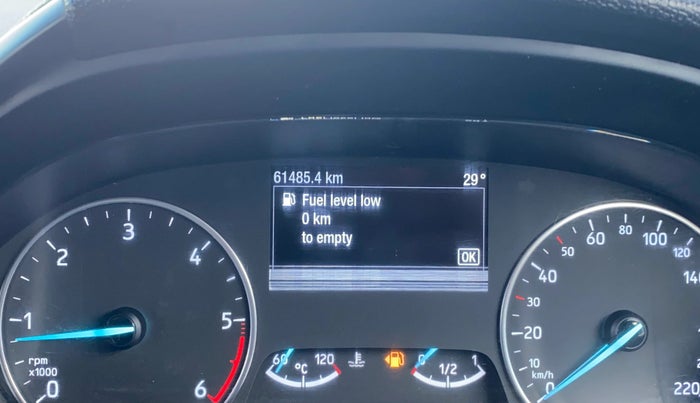 61485.4 km 29°
Fuel level low
0 km
to empty
OK
0 1 2 3 4 5 6
rpm
x1000
60 120
°C
0 1/2 1
0 10 20 30 40 50 60 80 100 120 220
km/h